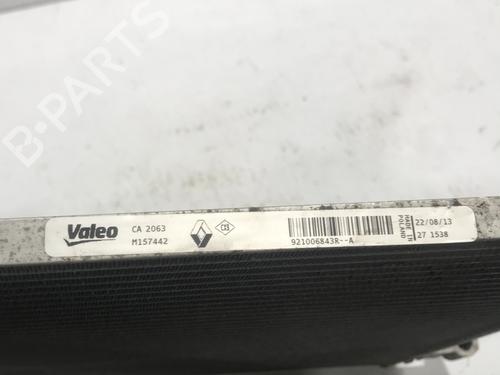 B-PARTS
Valeo
CA 2063
M157442
921006843R--A
MADE IN
POLAND
22/08/13
27 1538